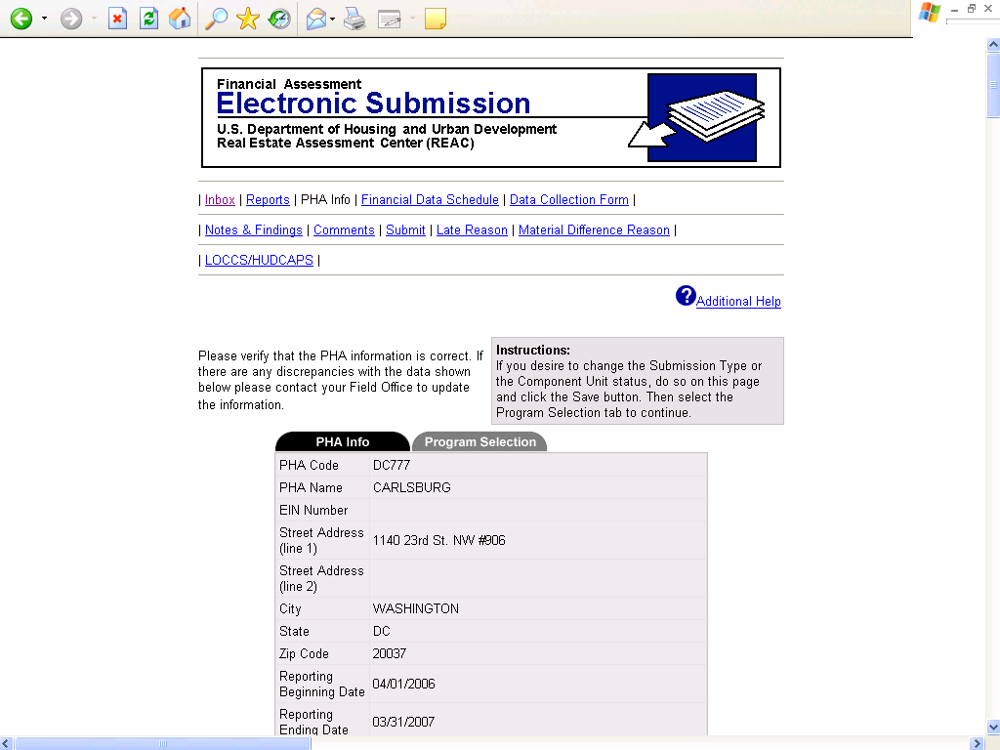 Financial Assessment
Electronic Submission
U.S. Department of Housing and Urban Development
Real Estate Assessment Center (REAC)
?
| Inbox | Reports | PHA Info | Financial Data Schedule | Data Collection Form |
| Notes & Findings | Comments | Submit | Late Reason | Material Difference Reason |
| LOCCS/HUDCAPS |
Additional Help
Please verify that the PHA information is correct. If
there are any discrepancies with the data shown
below please contact your Field Office to update
the information.
Instructions:
If you desire to change the Submission Type or
the Component Unit status, do so on this page
and click the Save button. Then select the
Program Selection tab to continue.
PHA Info Program Selection
PHA Code DC777
PHA Name CARLSBURG
EIN Number
Street Address
(line 1) 1140 23rd St. NW #906
Street Address
(line 2)
City WASHINGTON
State DC
Zip Code 20037
Reporting
Beginning Date 04/01/2006
Reporting
Ending Date 03/31/2007